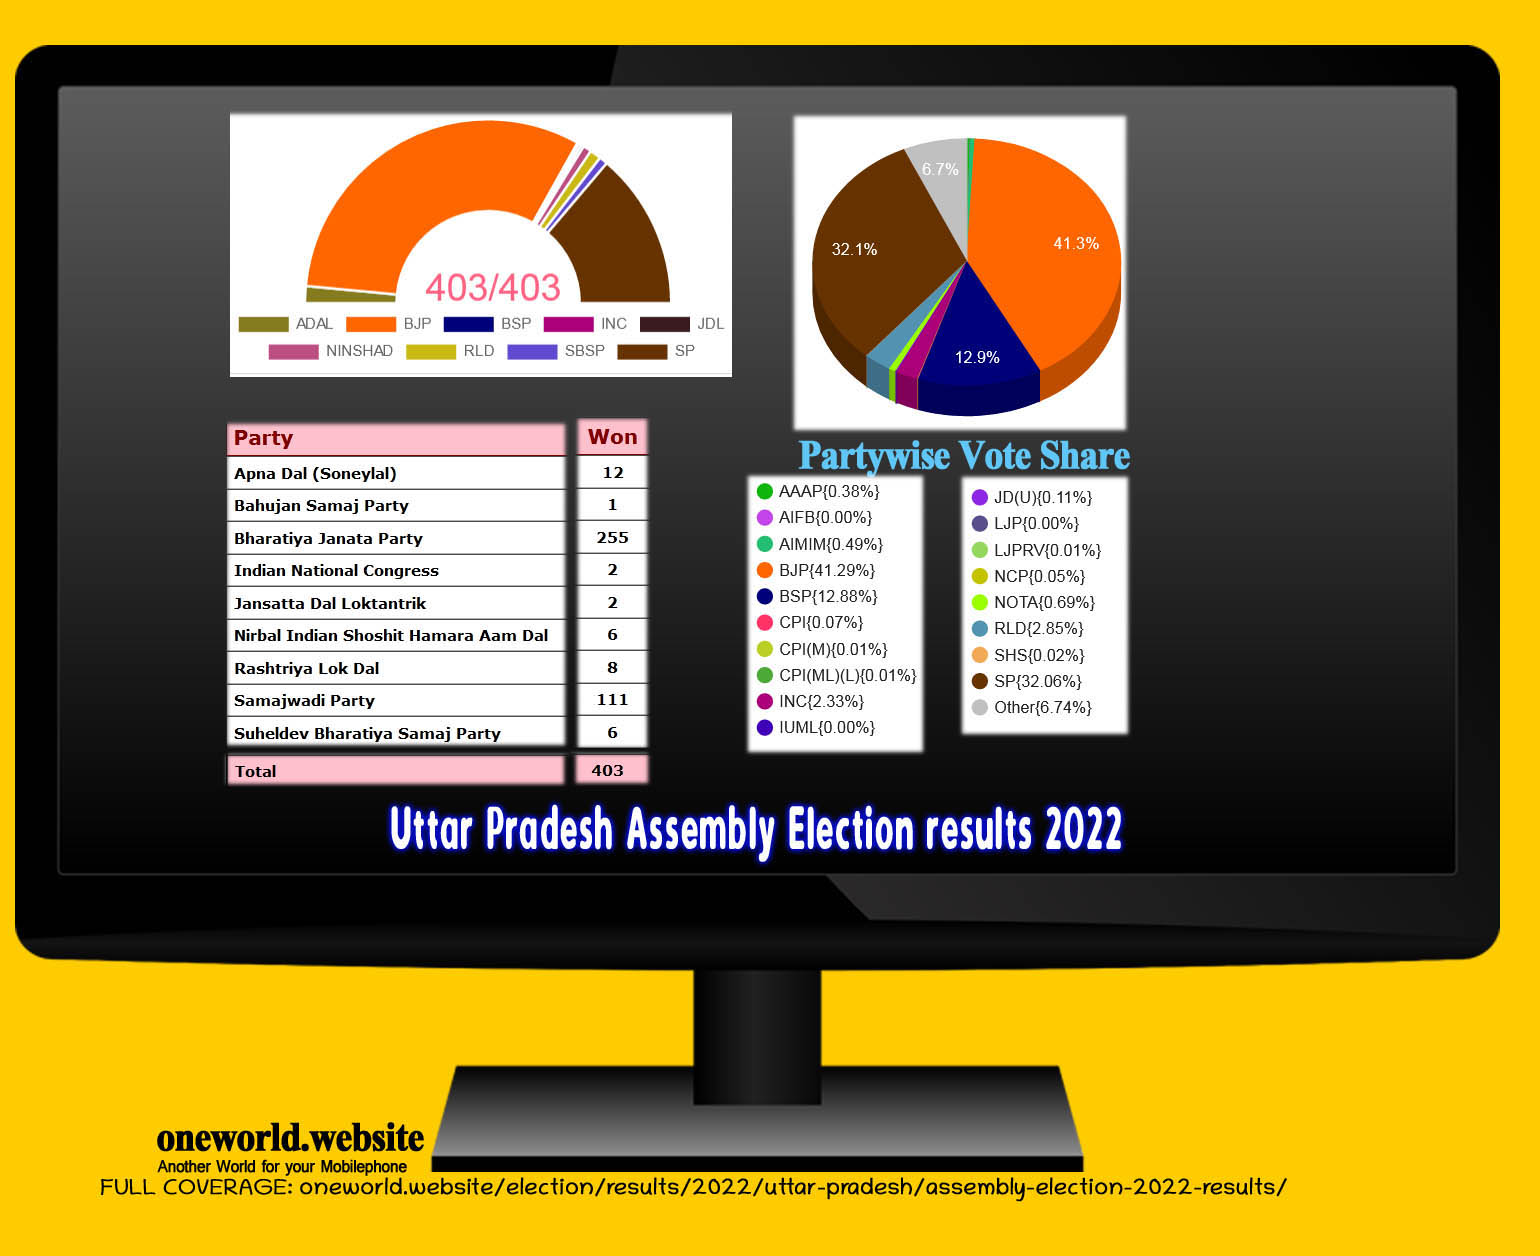 403/403
ADAL BJP BSP INC JDL
NINSHAD RLD SBSP SP
6.7%
41.3%
32.1%
12.9%
Partywise Vote Share
Party Won
Apna Dal (Soneylal) 12
Bahujan Samaj Party 1
Bharatiya Janata Party 255
Indian National Congress 2
Jansatta Dal Loktantrik 2
Nirbal Indian Shoshit Hamara Aam Dal 6
Rashtriya Lok Dal 8
Samajwadi Party 111
Suheldev Bharatiya Samaj Party 6
Total 403
AAAP{0.38%}
AIFB{0.00%}
AIMIM{0.49%}
BJP{41.29%}
BSP{12.88%}
CPI{0.07%}
CPI(M){0.01%}
CPI(ML)(L){0.01%}
INC{2.33%}
IUML{0.00%}
JD(U){0.11%}
LJP{0.00%}
LJPRV{0.01%}
NCP{0.05%}
NOTA{0.69%}
RLD{2.85%}
SHS{0.02%}
SP{32.06%}
Other{6.74%}
Uttar Pradesh Assembly Election results 2022
oneworld.website
Another World for your Mobilephone
FULL COVERAGE: oneworld.website/election/results/2022/uttar-pradesh/assembly-election-2022-results/